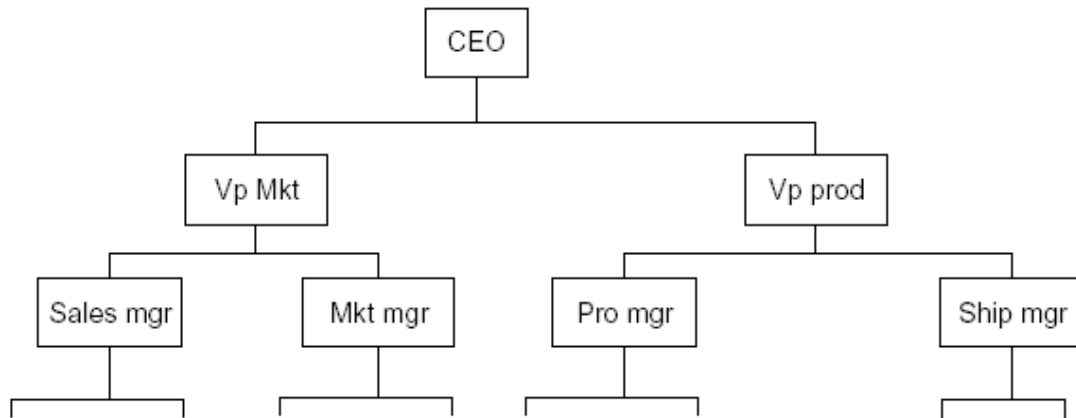 CEO
Vp Mkt
Vp prod
Sales mgr
Mkt mgr
Pro mgr
Ship mgr